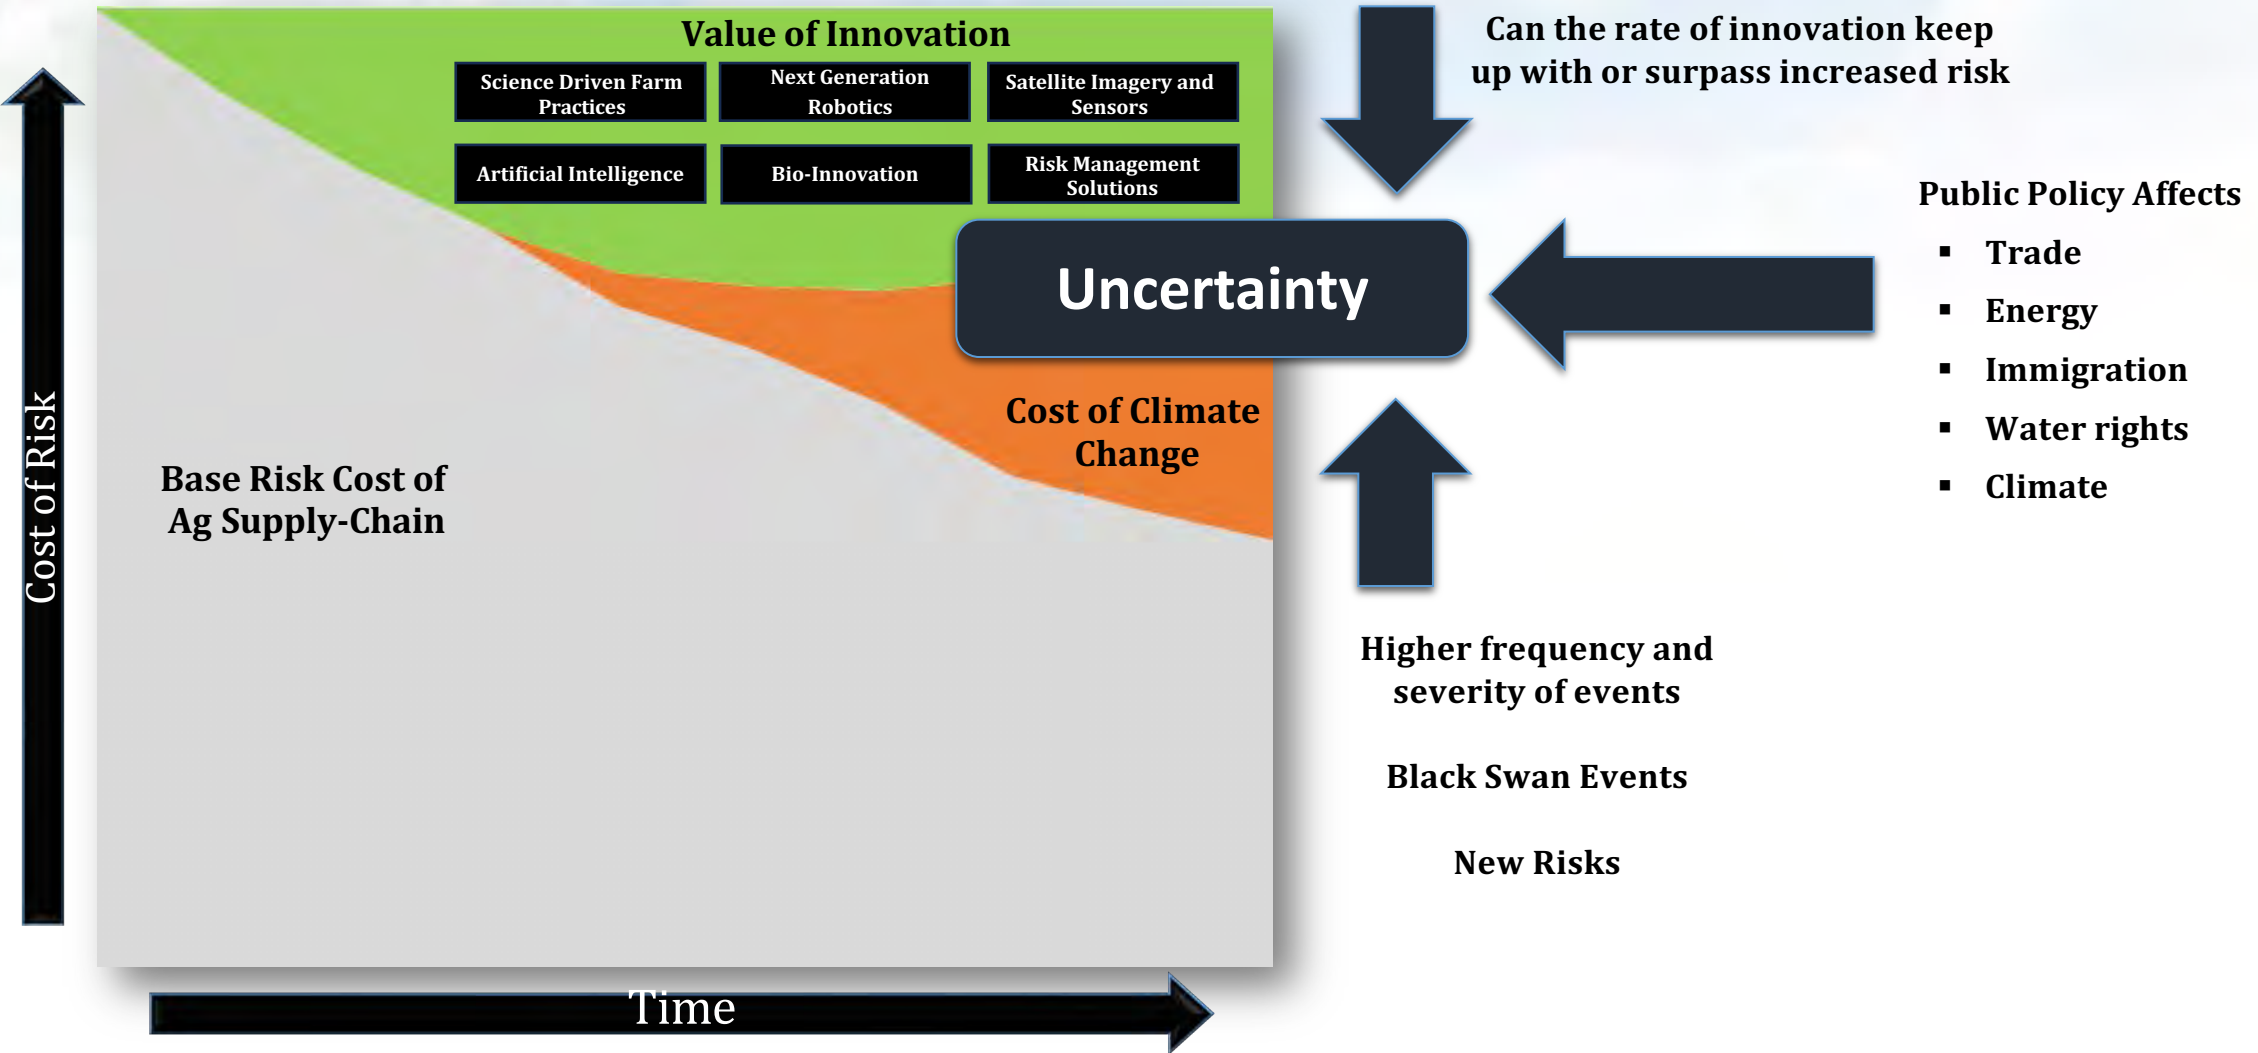 Value of Innovation
Science Driven Farm
Practices
Next Generation
Robotics
Satellite Imagery and
Sensors
Artificial Intelligence
Bio-Innovation
Risk Management
Solutions
Can the rate of innovation keep
up with or surpass increased risk
Uncertainty
Public Policy Affects
▪ Trade
▪ Energy
▪ Immigration
▪ Water rights
▪ Climate
Cost of Climate
Change
Base Risk Cost of
Ag Supply-Chain
Cost of Risk
Higher frequency and
severity of events
Black Swan Events
New Risks
Time